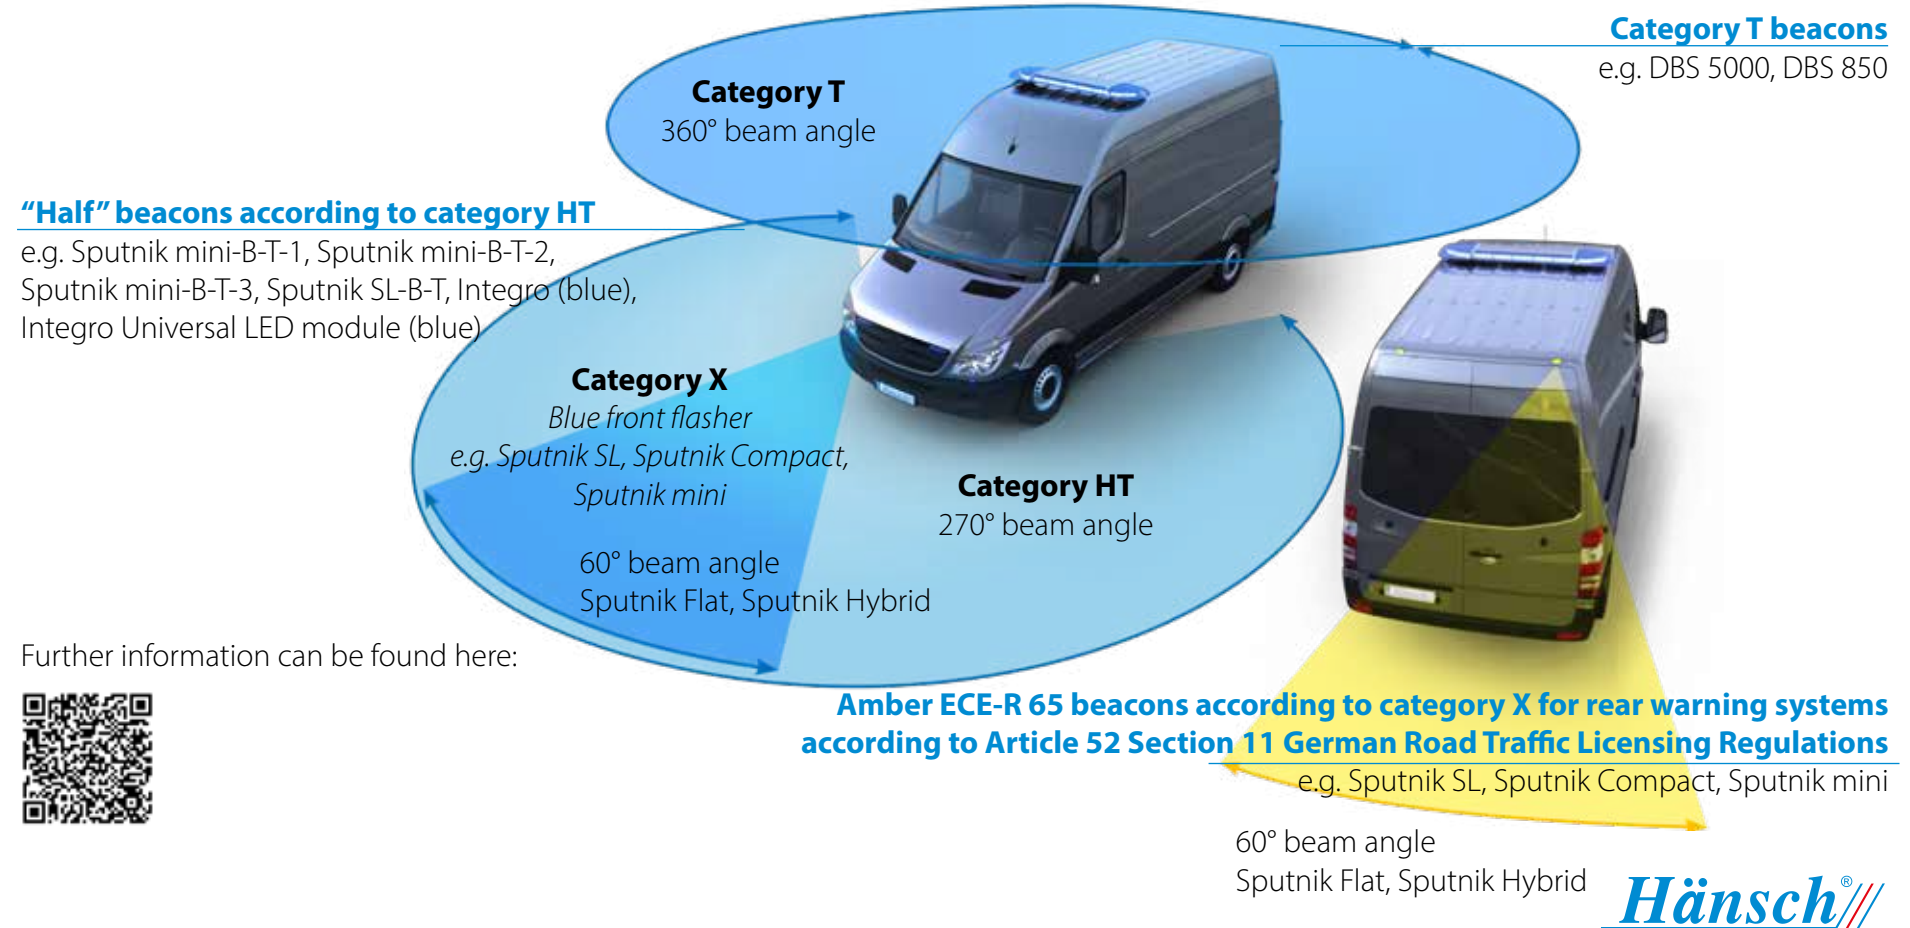 Category T beacons
e.g. DBS 5000, DBS 850
Category T
360° beam angle
“Half” beacons according to category HT
e.g. Sputnik mini-B-T-1, Sputnik mini-B-T-2,
Sputnik mini-B-T-3, Sputnik SL-B-T, Integro (blue),
Integro Universal LED module (blue)
Category X
Blue front flasher
e.g. Sputnik SL, Sputnik Compact,
Sputnik mini
60° beam angle
Sputnik Flat, Sputnik Hybrid
Category HT
270° beam angle
Further information can be found here:
Amber ECE-R 65 beacons according to category X for rear warning systems
according to Article 52 Section 11 German Road Traffic Licensing Regulations
e.g. Sputnik SL, Sputnik Compact, Sputnik mini
60° beam angle
Sputnik Flat, Sputnik Hybrid
Hänsch®